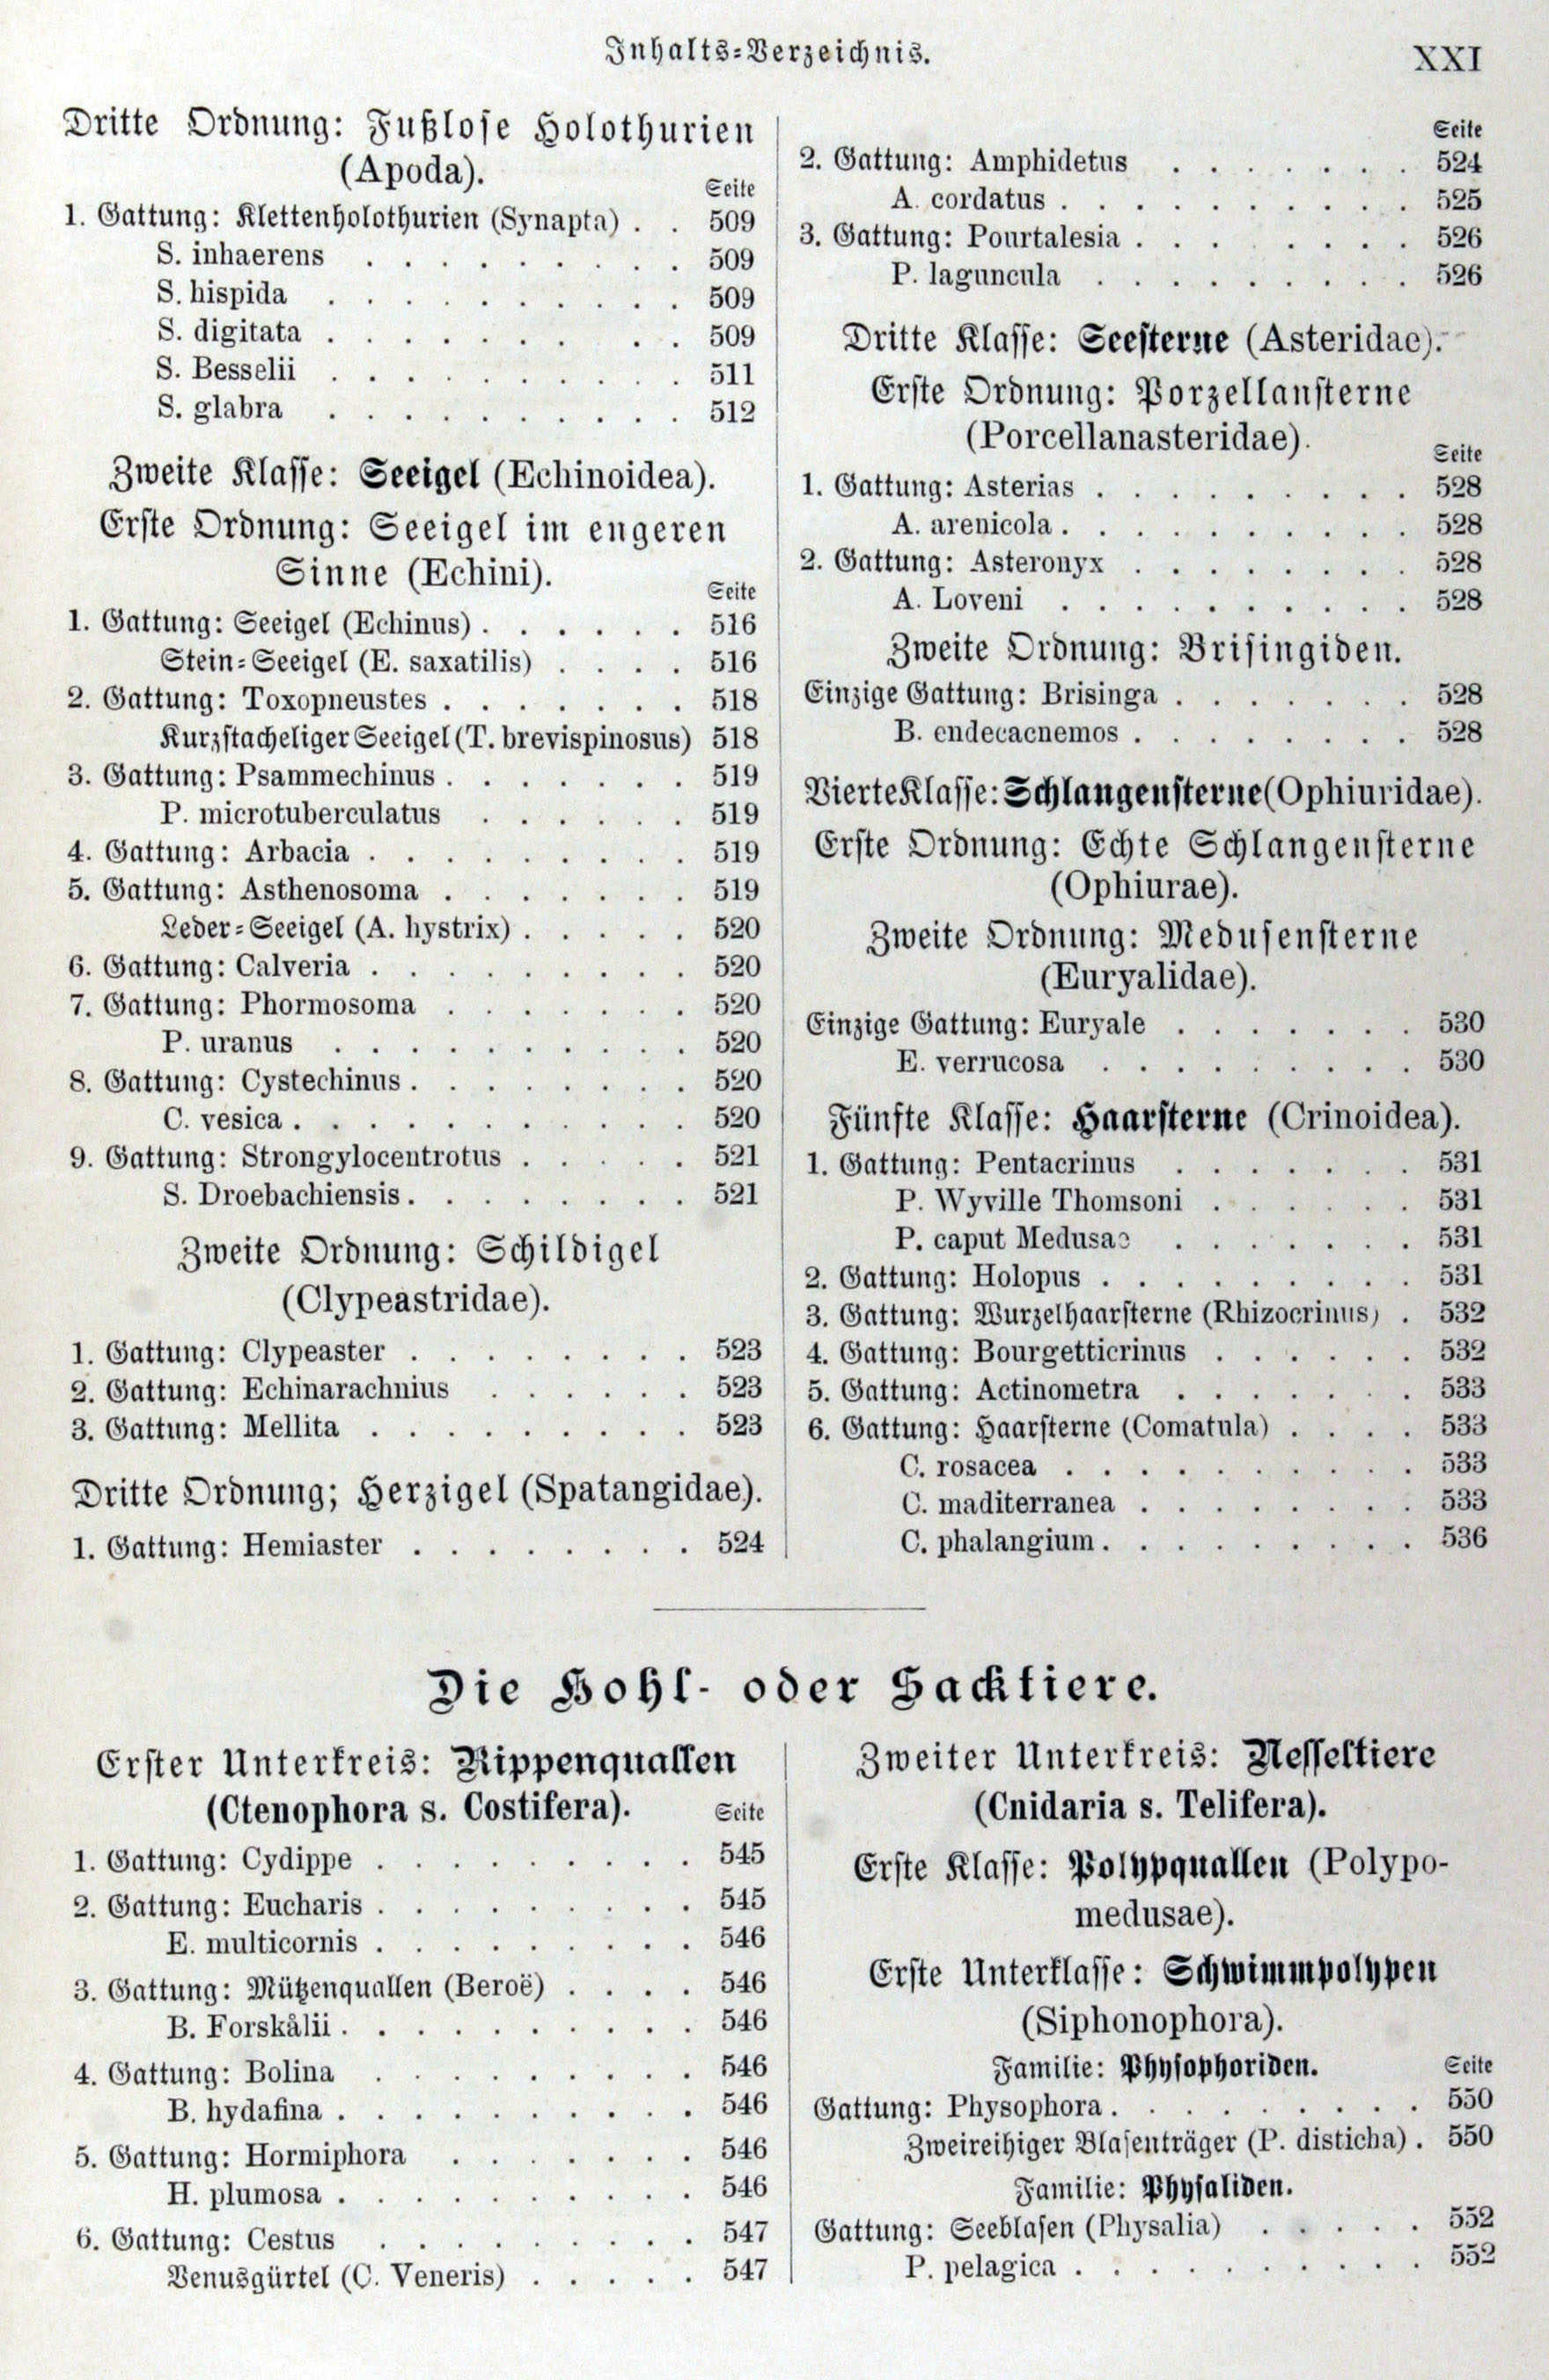 Inhalts-Verzeichnis.
XXI
Dritte Ordnung: Fußlose Holothurien
(Apoda).
Seite
1. Gattung: Klettenholothurien (Synapta) . . 509
S. inhaerens . . . . . . . . . 509
S. hispida . . . . . . . . . . 509
S. digitata . . . . . . . . . 509
S. Besselii . . . . . . . . . . 511
S. glabra . . . . . . . . . . 512
Zweite Klasse: Seeigel (Echinoidea).
Erste Ordnung: Seeigel im engeren
Sinne (Echini).
Seite
1. Gattung: Seeigel (Echinus) . . . . . . 516
Stein-Seeigel (E. saxatilis) . . . . 516
2. Gattung: Toxopneustes . . . . . . . 518
Kurzstacheliger Seeigel (T. brevispinosus) 518
3. Gattung: Psammechinus . . . . . . . 519
P. microtuberculatus . . . . . . 519
4. Gattung: Arbacia . . . . . . . . . 519
5. Gattung: Asthenosoma . . . . . . . 519
Leder-Seeigel (A. hystrix) . . . . . 520
6. Gattung: Calveria . . . . . . . . . 520
7. Gattung: Phormosoma . . . . . . . 520
P. uranus . . . . . . . . . . 520
8. Gattung: Cystechinus . . . . . . . . 520
C. vesica . . . . . . . . . . . 520
9. Gattung: Strongylocentrotus . . . . . 521
S. Droebachiensis . . . . . . . . 521
Zweite Ordnung: Schildigel
(Clypeastridae).
1. Gattung: Clypeaster . . . . . . . . 523
2. Gattung: Echinarachnius . . . . . . 523
3. Gattung: Mellita . . . . . . . . . 523
Dritte Ordnung; Herzigel (Spatangidae).
1. Gattung: Hemiaster . . . . . . . . 524
Seite
2. Gattung: Amphidetus . . . . . . . 524
A. cordatus . . . . . . . . . . 525
3. Gattung: Pourtalesia . . . . . . . 526
P. laguncula . . . . . . . . . 526
Dritte Klasse: Seesterne (Asteridae).
Erste Ordnung: Porzellansterne
(Porcellanasteridae).
Seite
1. Gattung: Asterias . . . . . . . . . 528
A. arenicola . . . . . . . . . . 528
2. Gattung: Asteronyx . . . . . . . . 528
A. Loveni . . . . . . . . . . 528
Zweite Ordnung: Brisingiden.
Einzige Gattung: Brisinga . . . . . . . 528
B. endecacnemos . . . . . . . . 528
Vierte Klasse: Schlangensterne (Ophiuridae).
Erste Ordnung: Echte Schlangensterne
(Ophiurae).
Zweite Ordnung: Medusensterne
(Euryalidae).
Einzige Gattung: Euryale . . . . . . . 530
E. verrucosa . . . . . . . . . 530
Fünfte Klasse: Haarsterne (Crinoidea).
1. Gattung: Pentacrinus . . . . . . . 531
P. Wyville Thomsoni . . . . . . 531
P. caput Medusae . . . . . . . 531
2. Gattung: Holopus . . . . . . . . . 531
3. Gattung: Wurzelhaarsterne (Rhizocrinus) . 532
4. Gattung: Bourgetticrinus . . . . . . 532
5. Gattung: Actinometra . . . . . . . 533
6. Gattung: Haarsterne (Comatula) . . . . 533
C. rosacea . . . . . . . . . . 533
C. maditerranea . . . . . . . . 533
C. phalangium . . . . . . . . . 536
Die Hohl- oder Sacktiere.
Erster Unterkreis: Rippenquallen
(Ctenophora s. Costifera).
Seite
1. Gattung: Cydippe . . . . . . . . . 545
2. Gattung: Eucharis . . . . . . . . . 545
E. multicornis . . . . . . . . . 546
3. Gattung: Mützenquallen (Beroë) . . . . 546
B. Forskålii . . . . . . . . . . 546
4. Gattung: Bolina . . . . . . . . . 546
B. hydafina . . . . . . . . . . 546
5. Gattung: Hormiphora . . . . . . . 546
H. plumosa . . . . . . . . . . 546
6. Gattung: Cestus . . . . . . . . . 547
Venusgürtel (C. Veneris) . . . . . 547
Zweiter Unterkreis: Nesseltiere
(Cnidaria s. Telifera).
Erste Klasse: Polypquallen (Polypo-
medusae).
Erste Unterklasse: Schwimmpolypen
(Siphonophora).
Familie: Physophoriden.
Seite
Gattung: Physophora . . . . . . . . . 550
Zweireihiger Blasenträger (P. disticha) . 550
Familie: Physaliden.
Gattung: Seeblasen (Physalia) . . . . . 552
P. pelagica . . . . . . . . . . 552